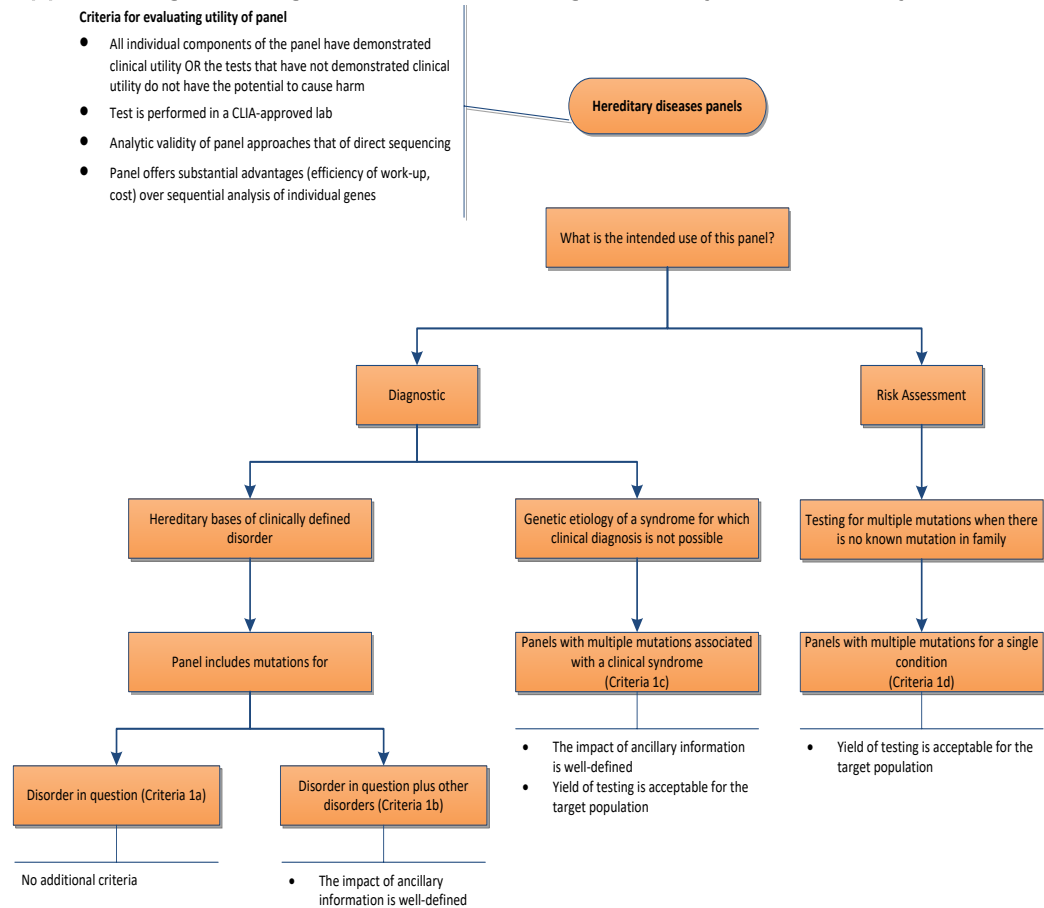 Criteria for evaluating utility of panel
● All individual components of the panel have demonstrated
clinical utility OR the tests that have not demonstrated clinical
utility do not have the potential to cause harm
● Test is performed in a CLIA-approved lab
● Analytic validity of panel approaches that of direct sequencing
● Panel offers substantial advantages (efficiency of work-up,
cost) over sequential analysis of individual genes
Hereditary diseases panels
What is the intended use of this panel?
Diagnostic
Risk Assessment
Hereditary bases of clinically defined
disorder
Genetic etiology of a syndrome for which
clinical diagnosis is not possible
Testing for multiple mutations when there
is no known mutation in family
Panel includes mutations for
Panels with multiple mutations associated
with a clinical syndrome
(Criteria 1c)
Panels with multiple mutations for a single
condition
(Criteria 1d)
• The impact of ancillary information
is well-defined
• Yield of testing is acceptable for the
target population
• Yield of testing is acceptable for the
target population
Disorder in question (Criteria 1a)
Disorder in question plus other
disorders (Criteria 1b)
No additional criteria
• The impact of ancillary
information is well-defined